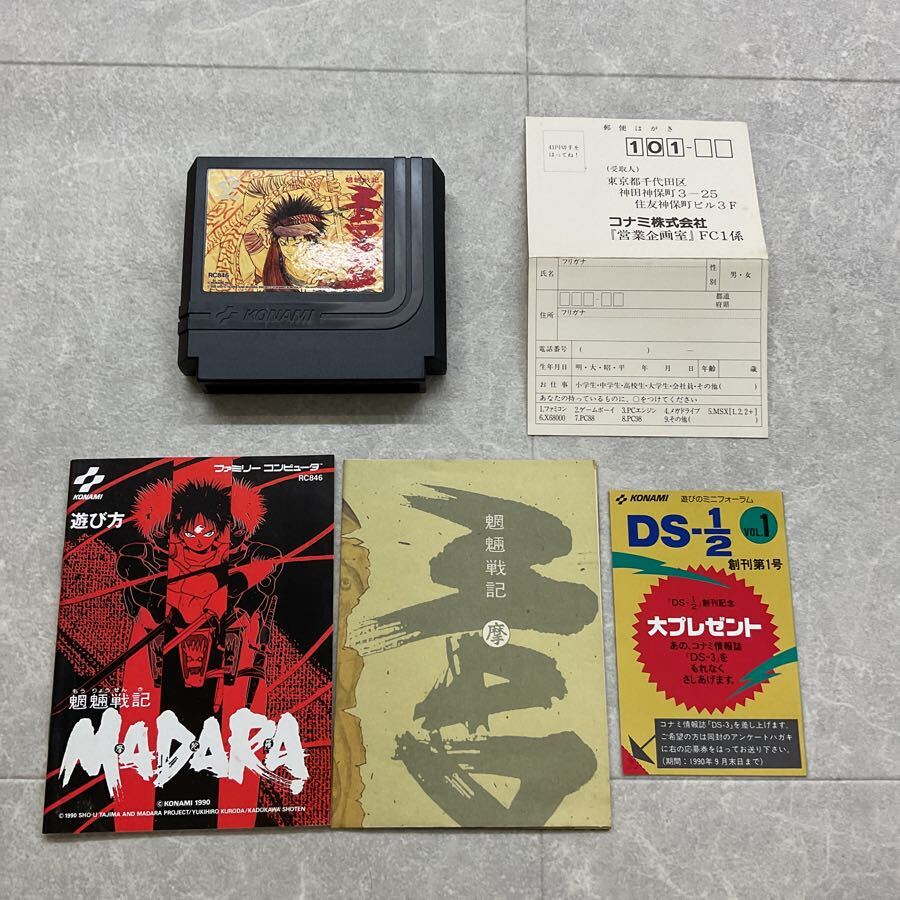 魍魎戦記
MADARA
RC846
KONAMI
郵便はがき
41円切手を
はってね!
101-□□
(受取人)
東京都千代田区
神田神保町3-25
住友神保町ビル3F
コナミ株式会社
『営業企画室』FC1係
フリガナ
氏名
性別
男・女
□□□-□□
都道
府県
住所
フリガナ
電話番号 ( ) ―
生年月日 明・大・昭・平 年 月 日 年齢 歳
お仕事 小学生・中学生・高校生・大学生・会社員・その他( )
あなたの持っているものに、○をつけてください
1.ファミコン 2.ゲームボーイ 3.PCエンジン 4.メガドライブ 5.MSX[1,2,2+]
6.X68000 7.PC88 8.PC98 9.その他( )
KONAMI
ファミリー コンピュータ
RC846
遊び方
もうりょうせんき
魍魎戦記
MADARA
摩陀羅
©KONAMI 1990
©1990 SHO-U TAJIMA AND MADARA PROJECT/YUKIHIRO KURODA/KADOKAWA SHOTEN
魍魎戦記
摩
KONAMI 遊びのミニフォーラム
DS-1/2 VOL.1
創刊第1号
「DS-1/2」創刊記念
大プレゼント
あの、コナミ情報誌
「DS-3」を
もれなく
さしあげます。
コナミ情報誌「DS-3」を差し上げます。
ご希望の方は同封のアンケートハガキ
に右の応募券をはってお送り下さい。
(期間:1990年9月末日まで)